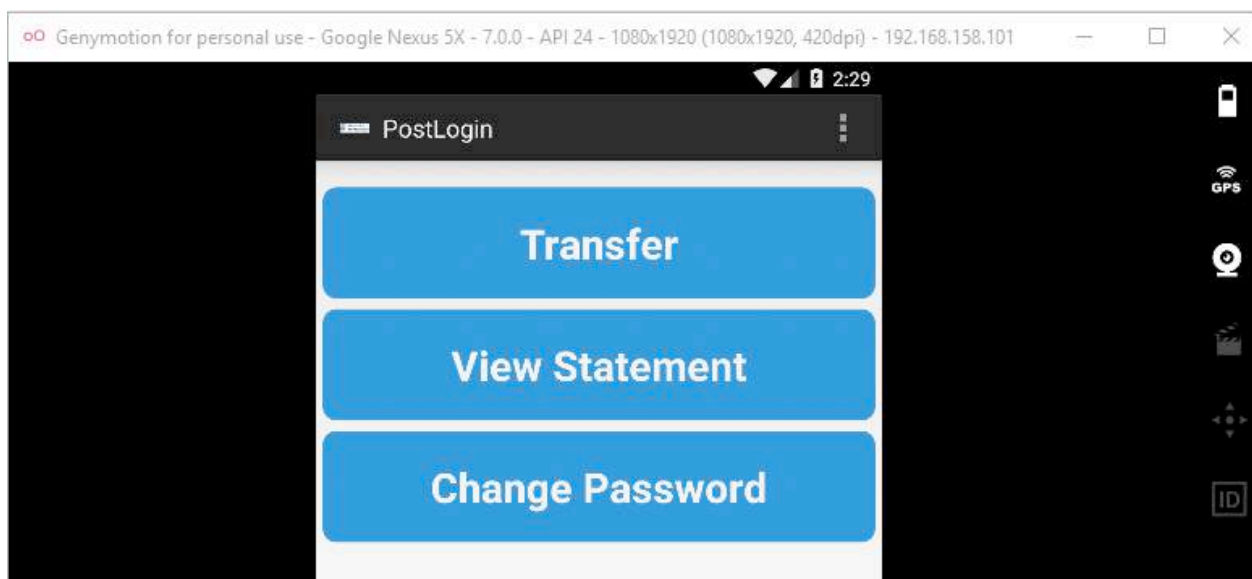 Genymotion for personal use - Google Nexus 5X - 7.0.0 - API 24 - 1080x1920 (1080x1920, 420dpi) - 192.168.158.101
2:29
PostLogin
GPS
Transfer
View Statement
Change Password
ID